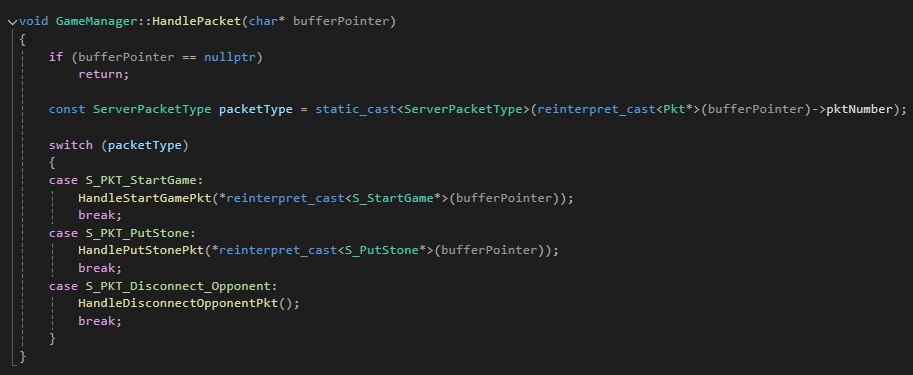 void GameManager::HandlePacket(char* bufferPointer)
{
if (bufferPointer == nullptr)
return;
const ServerPacketType packetType = static_cast<ServerPacketType>(reinterpret_cast<Pkt*>(bufferPointer)->pktNumber);
switch (packetType)
{
case S_PKT_StartGame:
HandleStartGamePkt(*reinterpret_cast<S_StartGame*>(bufferPointer));
break;
case S_PKT_PutStone:
HandlePutStonePkt(*reinterpret_cast<S_PutStone*>(bufferPointer));
break;
case S_PKT_Disconnect_Opponent:
HandleDisconnectOpponentPkt();
break;
}
}